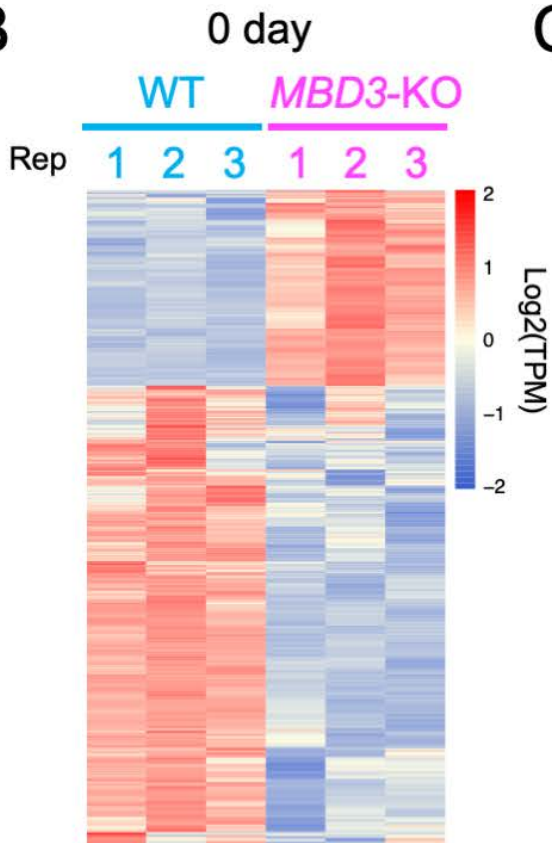 B
0 day
C
WT MBD3-KO
Rep 1 2 3 1 2 3
2
1
0
−1
−2
Log2(TPM)